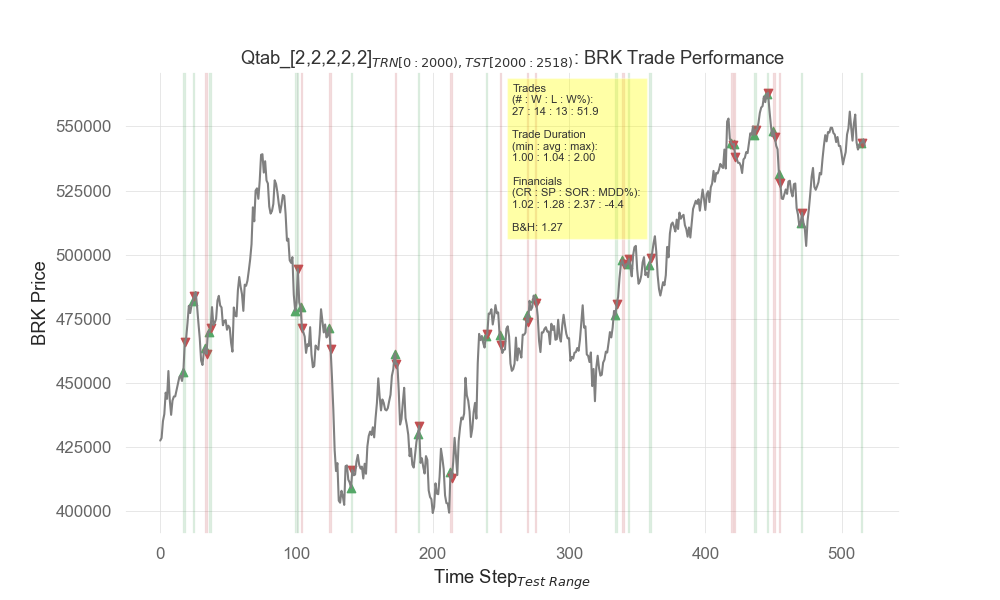 Qtab_[2,2,2,2,2]TRN[0 : 2000), TST[2000 : 2518): BRK Trade Performance
Trades
(# : W : L : W%):
27 : 14 : 13 : 51.9
Trade Duration
(min : avg : max):
1.00 : 1.04 : 2.00
Financials
(CR : SP : SOR : MDD%):
1.02 : 1.28 : 2.37 : -4.4
B&H: 1.27
BRK Price
550000
525000
500000
475000
450000
425000
400000
0 100 200 300 400 500
Time StepTest Range